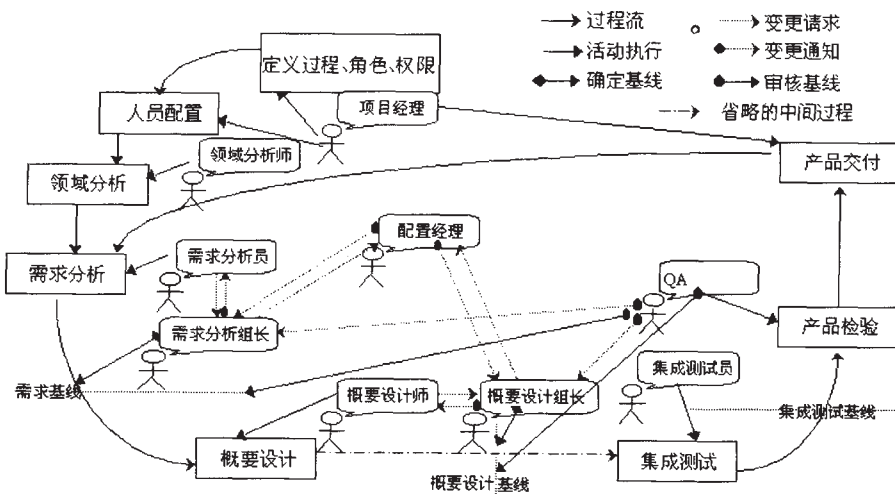 过程流
变更请求
活动执行
变更通知
确定基线
审核基线
省略的中间过程
定义过程、角色、权限
人员配置
项目经理
领域分析师
领域分析
产品交付
配置经理
需求分析员
需求分析
QA
需求分析组长
产品检验
需求基线
概要设计师
概要设计组长
集成测试员
集成测试基线
概要设计
集成测试
概要设计基线